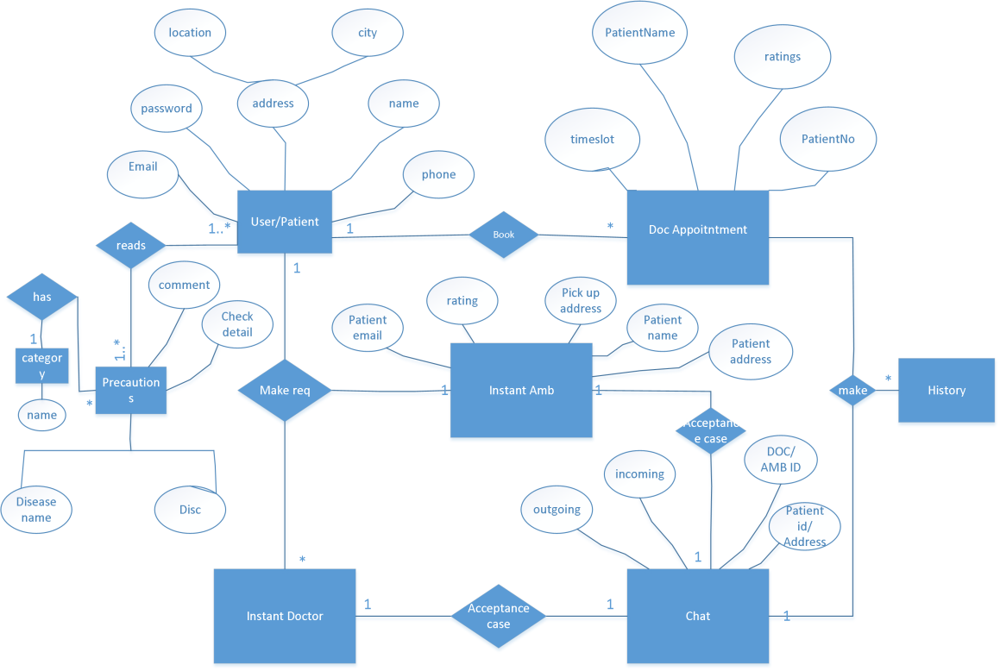 location
city
PatientName
ratings
password
address
name
timeslot
PatientNo
Email
phone
User/Patient
1..*
1
Book
*
Doc Appoitntment
reads
1
comment
has
rating
Pick up
address
Check
detail
Patient
email
Patient
name
1
1..*
Patient
address
categor
y
Precaution
s
*
Make req
1
Instant Amb
1
make
*
History
name
Acceptanc
e case
DOC/
AMB ID
incoming
Disease
name
Disc
outgoing
Patient
id/
Address
*
1
Instant Doctor
1
Acceptance
case
1
Chat
1